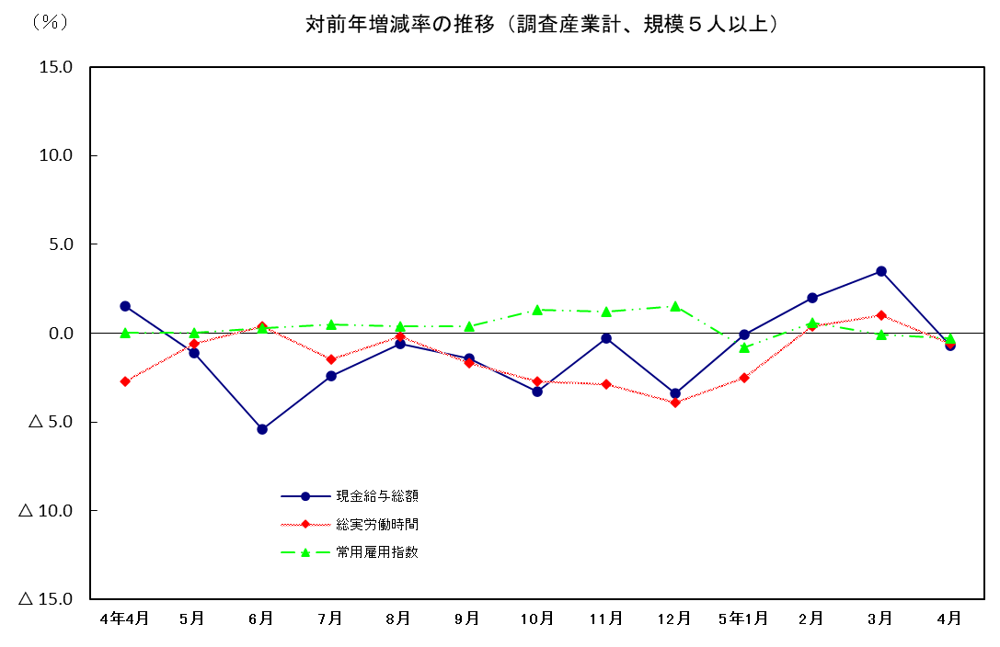 （％）
対前年増減率の推移（調査産業計、規模５人以上）
15.0
10.0
5.0
0.0
△ 5.0
△ 10.0
△ 15.0
現金給与総額
総実労働時間
常用雇用指数
4年4月 5月 6月 7月 8月 9月 10月 11月 12月 5年1月 2月 3月 4月